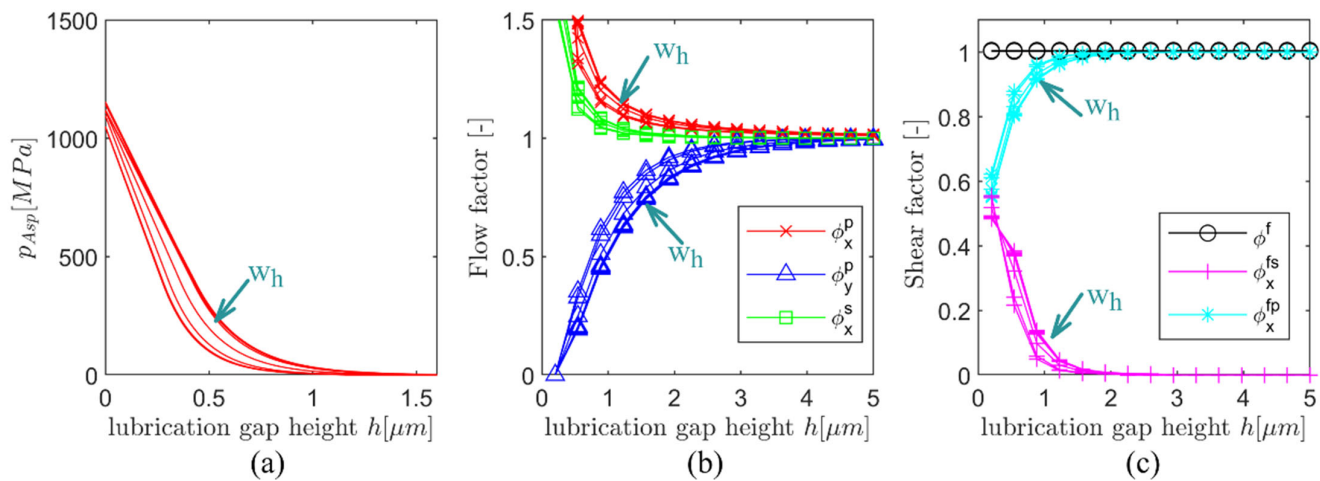 1500
1000
500
0
p_Asp[MPa]
w_h
0 0.5 1 1.5
lubrication gap height h[μm]
(a)
1.5
1
0.5
0
Flow factor [-]
w_h
w_h
ϕ_x^p
ϕ_y^p
ϕ_x^s
0 1 2 3 4 5
lubrication gap height h[μm]
(b)
1
0.8
0.6
0.4
0.2
0
Shear factor [-]
w_h
w_h
ϕ^f
ϕ_x^fs
ϕ_x^fp
0 1 2 3 4 5
lubrication gap height h[μm]
(c)